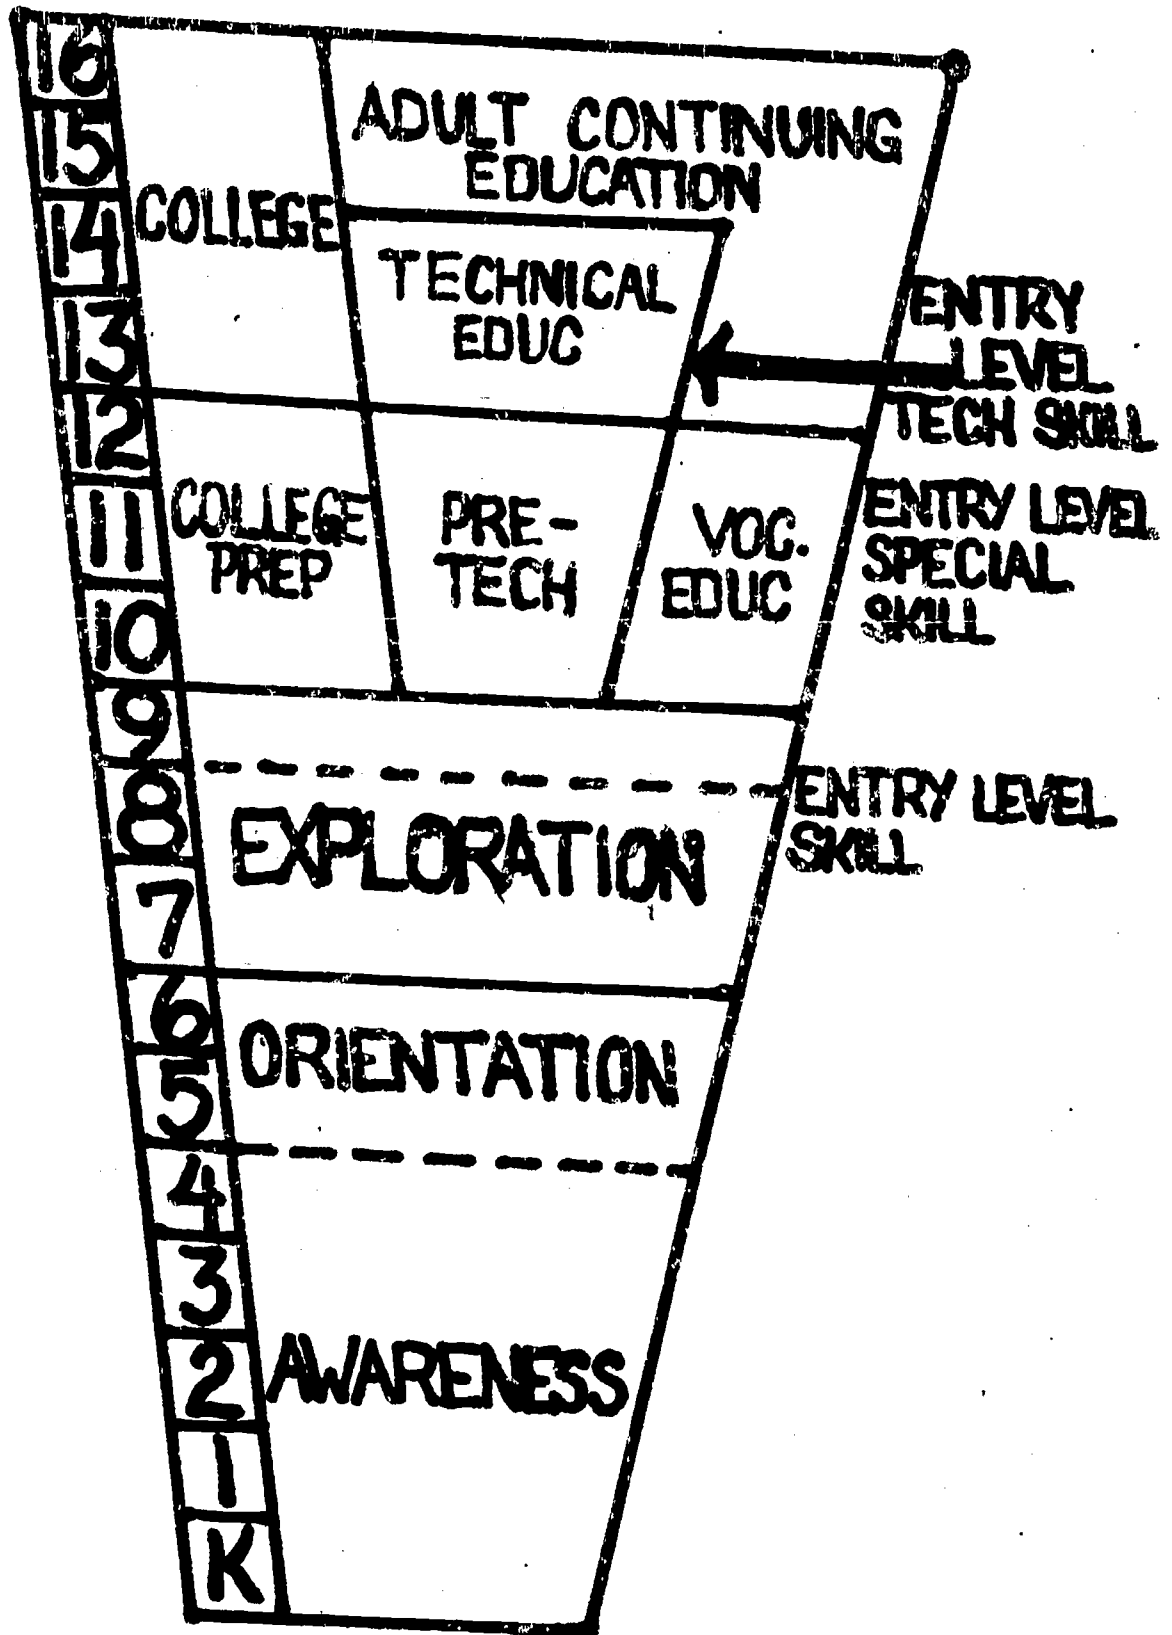 16
15
14
13
12
11
10
9
8
7
6
5
4
3
2
1
K
ADULT CONTINUING
EDUCATION
COLLEGE
TECHNICAL
EDUC
ENTRY
LEVEL
TECH SKILL
COLLEGE
PREP
PRE-
TECH
VOC.
EDUC
ENTRY LEVEL
SPECIAL
SKILL
ENTRY LEVEL
SKILL
EXPLORATION
ORIENTATION
AWARENESS